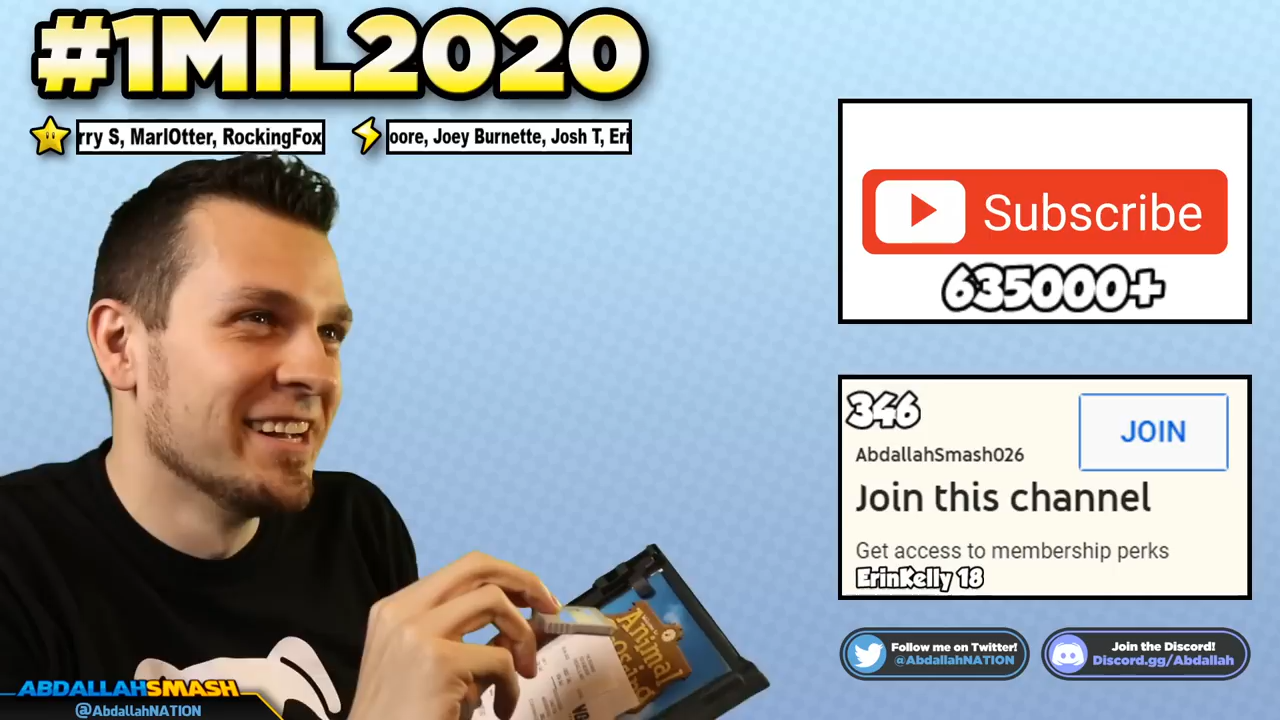 #1MIL2020
rry S, MarlOtter, RockingFox
oore, Joey Burnette, Josh T, Eri
Subscribe
635000+
346
JOIN
AbdallahSmash026
Join this channel
Get access to membership perks
ErinKelly 18
Follow me on Twitter!
@AbdallahNATION
Join the Discord!
Discord.gg/Abdallah
Animal
ABDALLAHSMASH
@AbdallahNATION